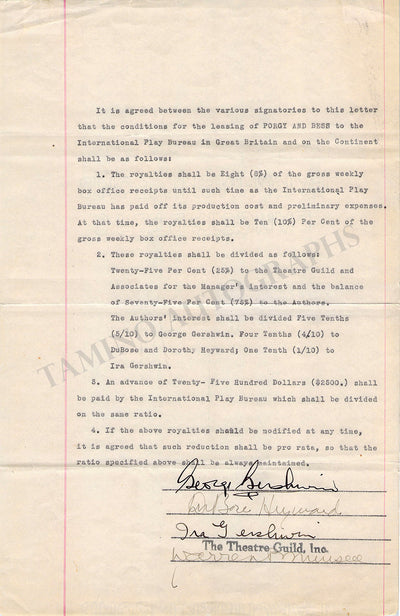 It is agreed between the various signatories to this letter
that the conditions for the leasing of PORGY AND BESS to the
International Play Bureau in Great Britain and on the Continent
shall be as follows:
1. The royalties shall be Eight (8%) of the gross weekly
box office receipts until such time as the International Play
Bureau has paid off its production cost and preliminary expenses.
At that time, the royalties shall be Ten (10%) Per Cent of the
gross weekly box office receipts.
2. These royalties shall be divided as follows:
Twenty-Five Per Cent (25%) to the Theatre Guild and
Associates for the Manager's interest and the balance
of Seventy-Five Per Cent (75%) to the Authors.
The Authors' interest shall be divided Five Tenths
(5/10) to George Gershwin. Four Tenths (4/10) to
DuBose and Dorothy Heyward; One Tenth (1/10) to
Ira Gershwin.
3. An advance of Twenty- Five Hundred Dollars ($2500.) shall
be paid by the International Play Bureau which shall be divided
on the same ratio.
4. If the above royalties should be modified at any time,
it is agreed that such reduction shall be pro rata, so that the
ratio specified above shall be always maintained.
George Gershwin
DuBose Heyward
Ira Gershwin
The Theatre Guild, Inc.
TAMINO AUTOGRAPHS